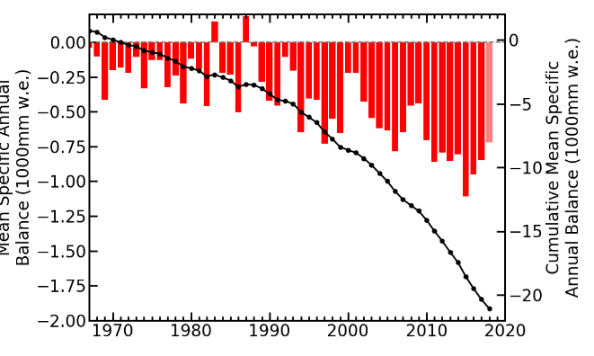 Mean Specific Annual
Balance (1000mm w.e.)
0.00
−0.25
−0.50
−0.75
−1.00
−1.25
−1.50
−1.75
−2.00
1970 1980 1990 2000 2010 2020
0
−5
−10
−15
−20
Cumulative Mean Specific
Annual Balance (1000mm w.e.)